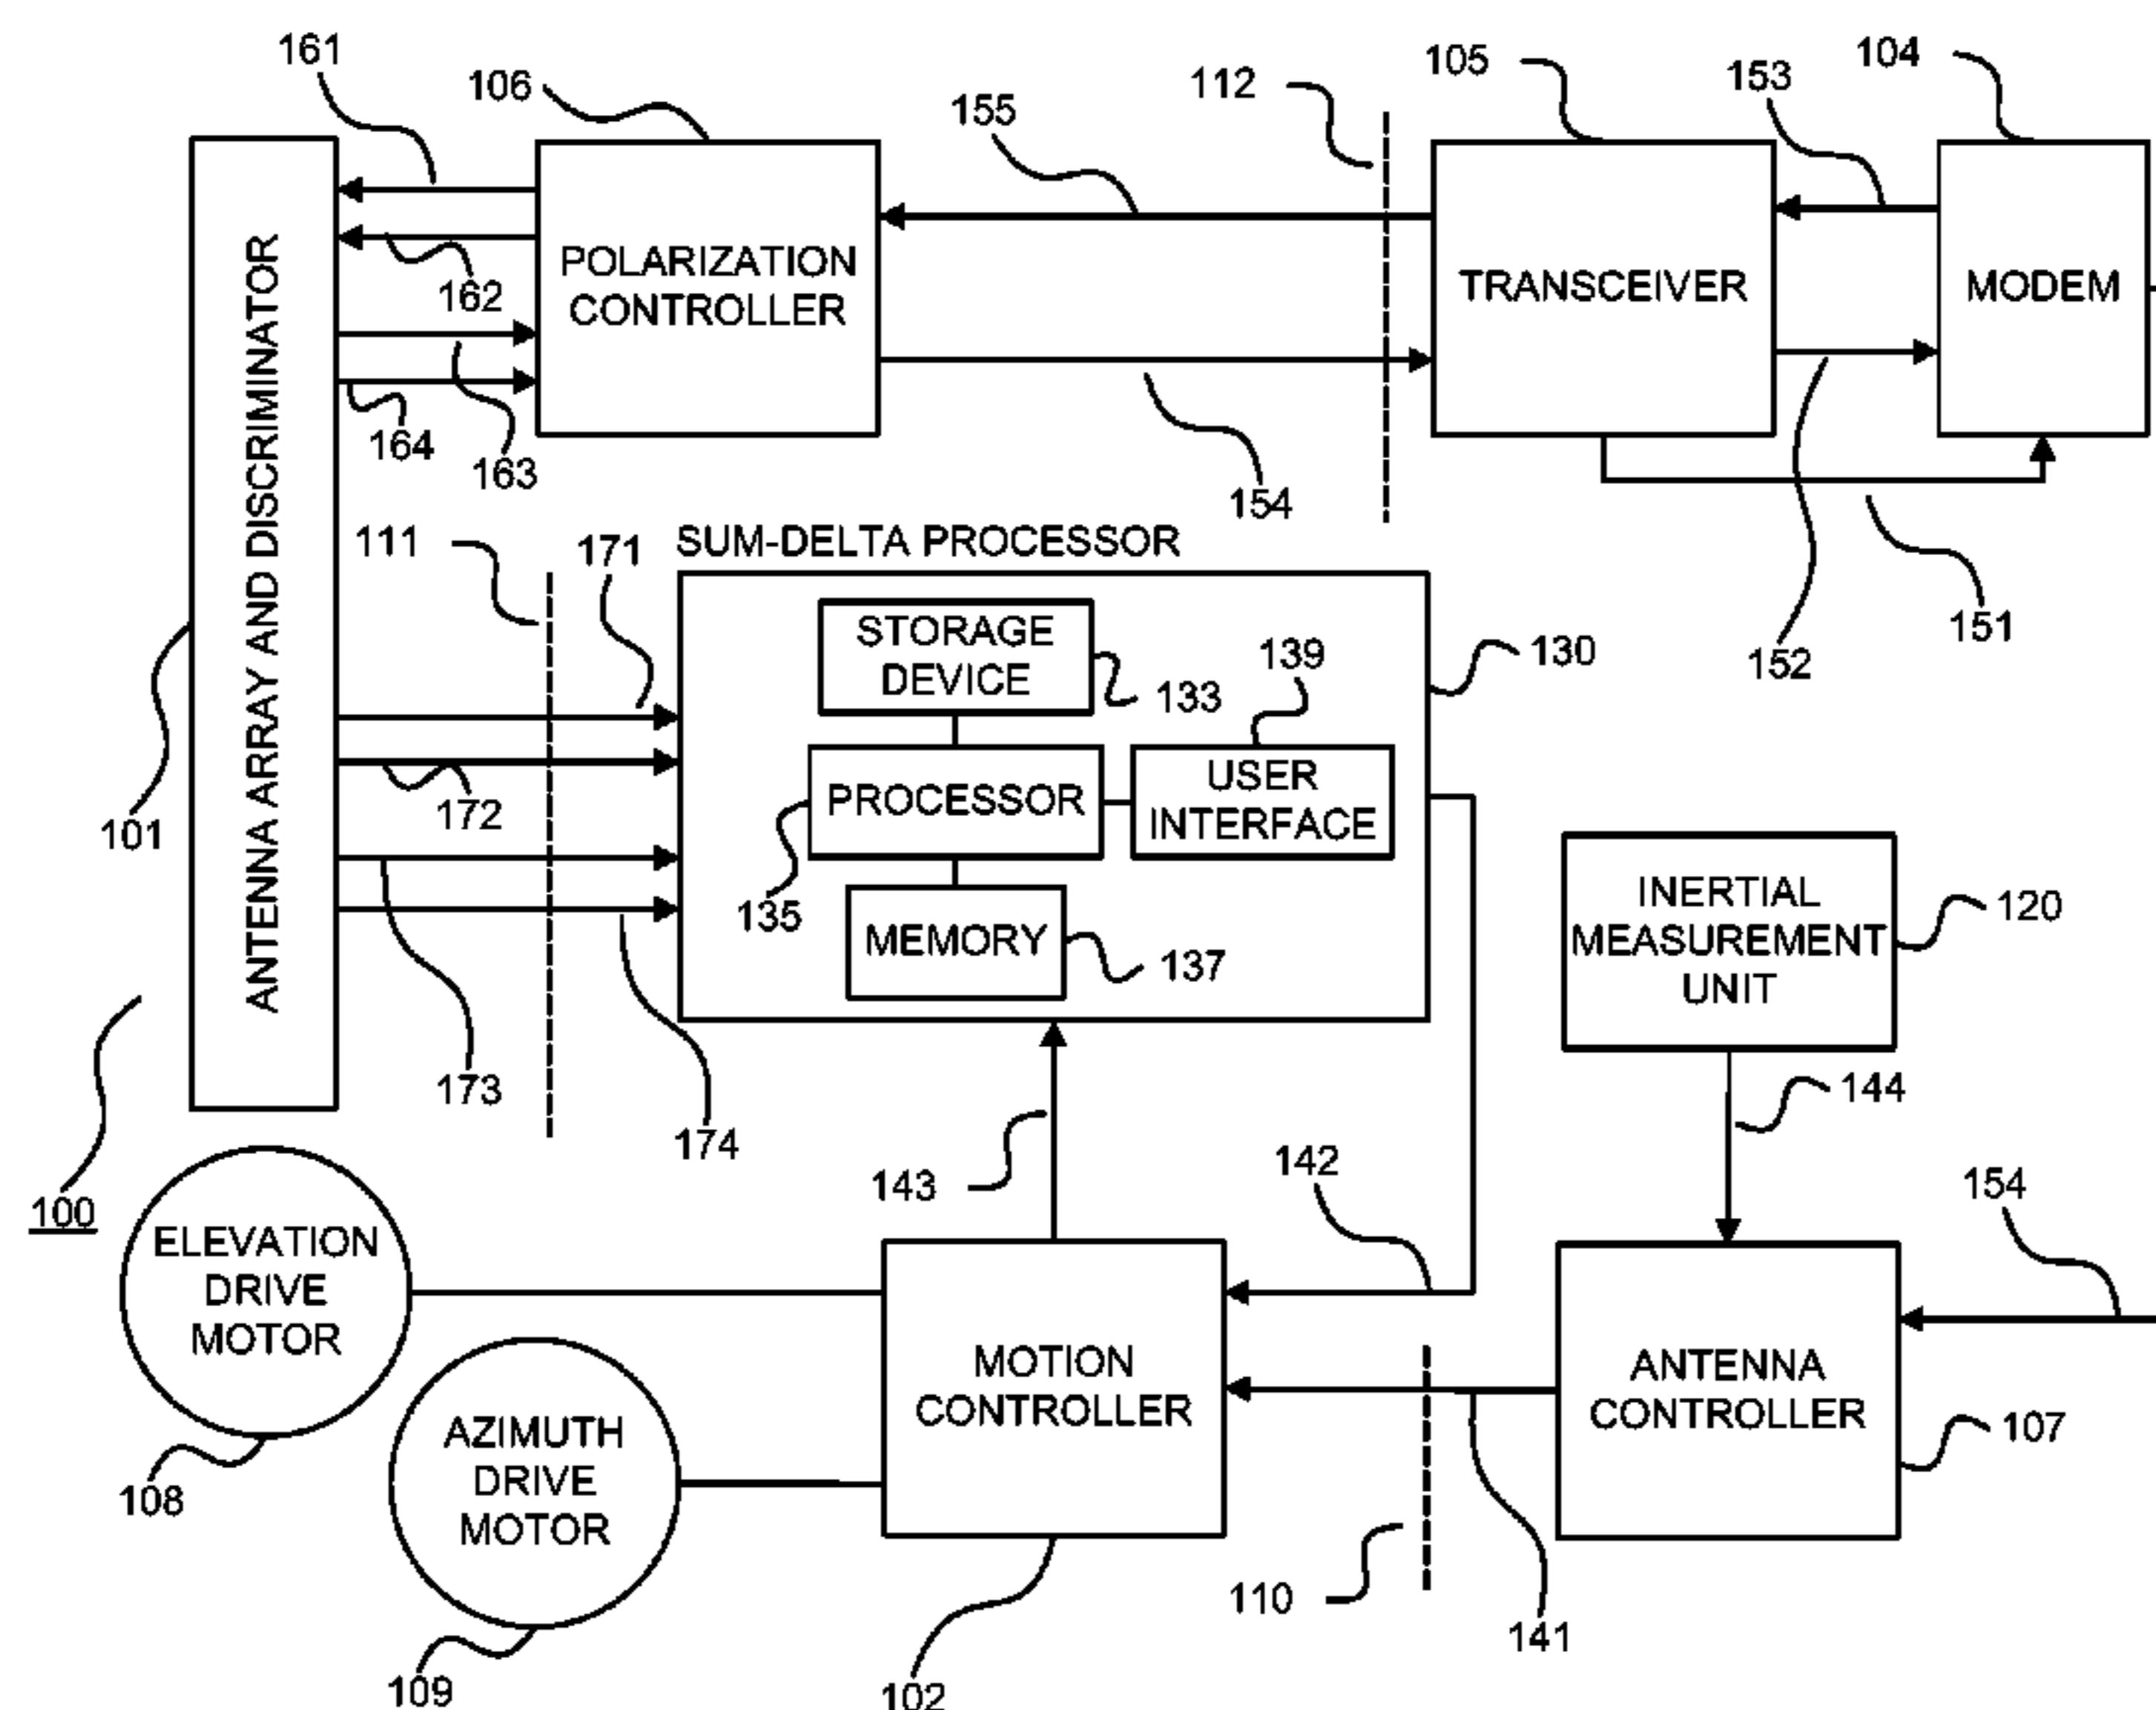 161
106
155
112
105
153
104
POLARIZATION
CONTROLLER
TRANSCEIVER
MODEM
162
164
163
154
ANTENNA ARRAY AND DISCRIMINATOR
111
171
SUM-DELTA PROCESSOR
151
152
STORAGE
DEVICE
133
139
130
101
172
PROCESSOR
USER
INTERFACE
135
MEMORY
137
INERTIAL
MEASUREMENT
UNIT
120
173
174
144
100
143
142
154
ELEVATION
DRIVE
MOTOR
MOTION
CONTROLLER
ANTENNA
CONTROLLER
107
AZIMUTH
DRIVE
MOTOR
108
110
141
109
102